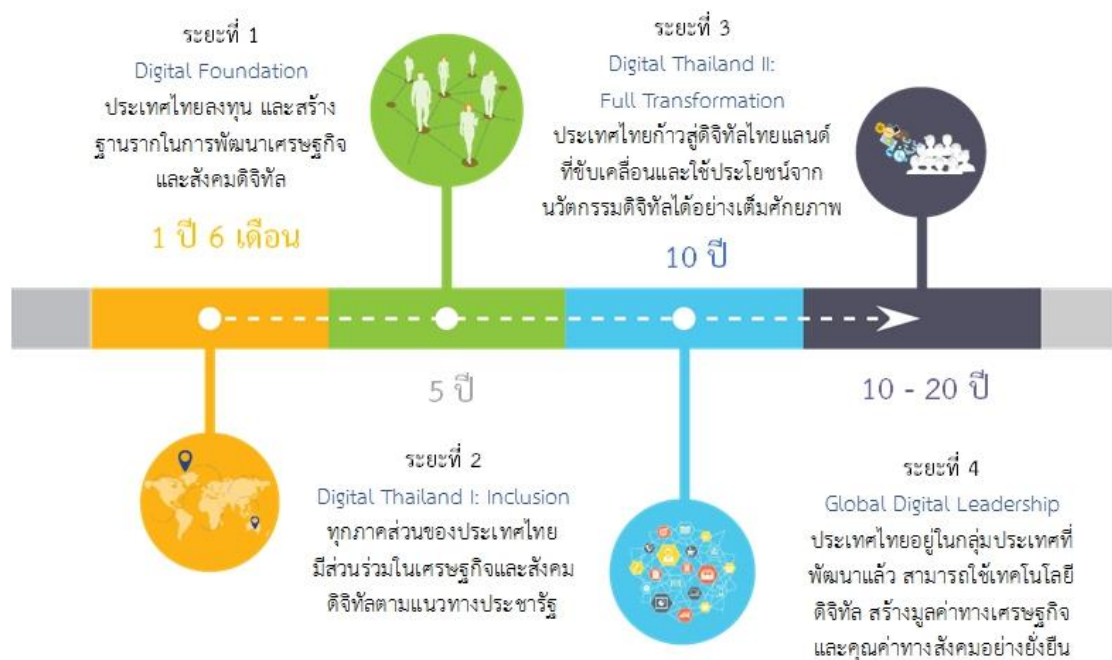 ระยะที่ 1
Digital Foundation
ประเทศไทยลงทุน และสร้าง
ฐานรากในการพัฒนาเศรษฐกิจ
และสังคมดิจิทัล
1 ปี 6 เดือน
5 ปี
ระยะที่ 2
Digital Thailand I: Inclusion
ทุกภาคส่วนของประเทศไทย
มีส่วนร่วมในเศรษฐกิจและสังคม
ดิจิทัลตามแนวทางประชารัฐ
ระยะที่ 3
Digital Thailand II:
Full Transformation
ประเทศไทยก้าวสู่ดิจิทัลไทยแลนด์
ที่ขับเคลื่อนและใช้ประโยชน์จาก
นวัตกรรมดิจิทัลได้อย่างเต็มศักยภาพ
10 ปี
10 - 20 ปี
ระยะที่ 4
Global Digital Leadership
ประเทศไทยอยู่ในกลุ่มประเทศที่
พัฒนาแล้ว สามารถใช้เทคโนโลยี
ดิจิทัล สร้างมูลค่าทางเศรษฐกิจ
และคุณค่าทางสังคมอย่างยั่งยืน